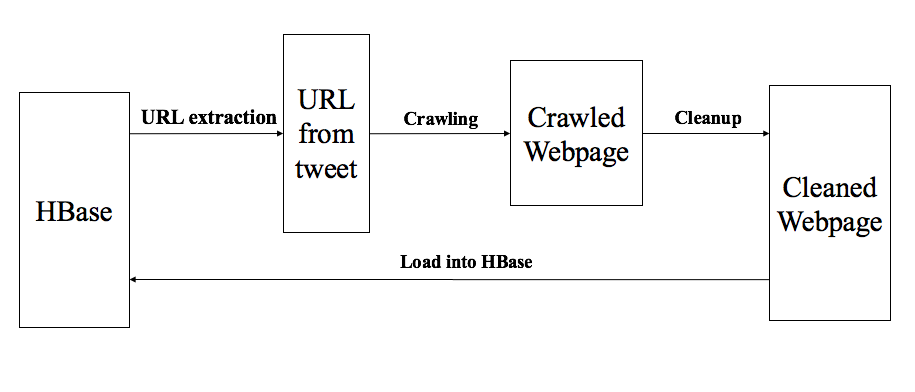 HBase
URL extraction
URL
from
tweet
Crawling
Crawled
Webpage
Cleanup
Cleaned
Webpage
Load into HBase